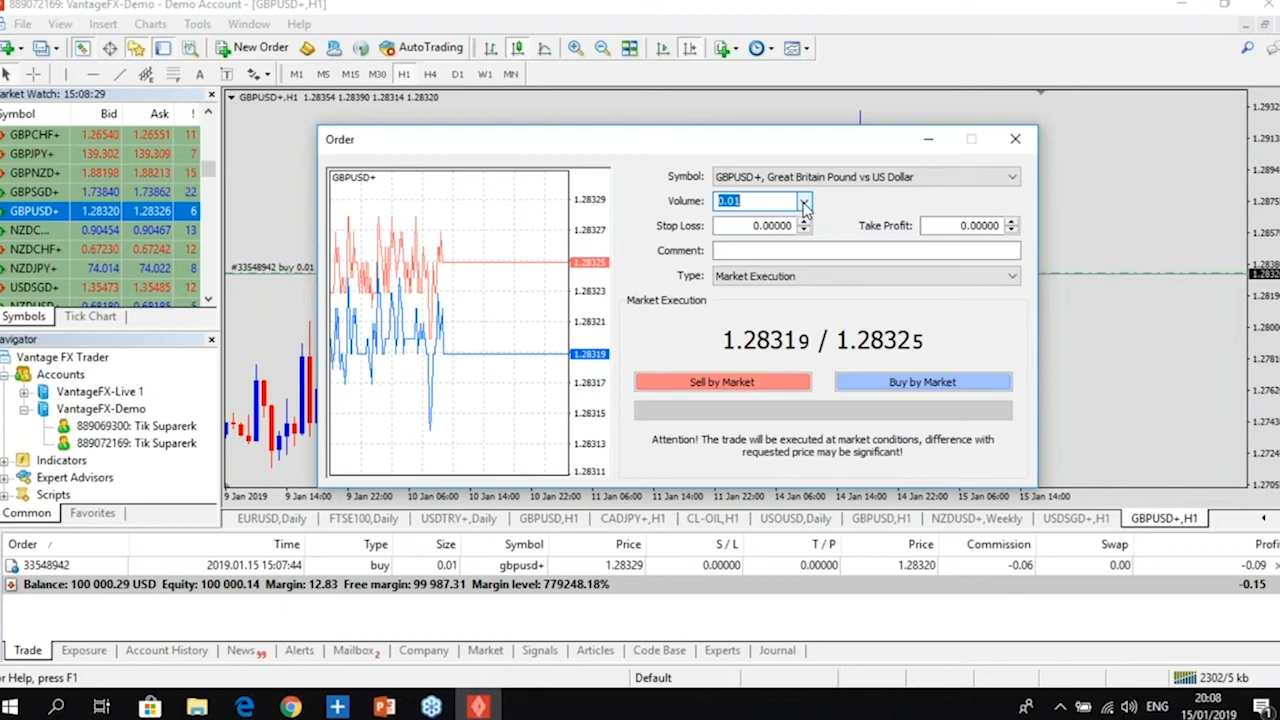 889072169: VantageFX-Demo - Demo Account - [GBPUSD+,H1]
File View Insert Charts Tools Window Help
New Order AutoTrading
A T M1 M5 M15 M30 H1 H4 D1 W1 MN
arket Watch: 15:08:29
Symbol Bid Ask !
GBPCHF+ 1.26540 1.26551 11
GBPJPY+ 139.302 139.309 7
GBPNZD+ 1.88198 1.88213 15
GBPSGD+ 1.73840 1.73862 22
GBPUSD+ 1.28320 1.28326 6
NZDC... 0.90454 0.90467 13
NZDCHF+ 0.67230 0.67242 12
NZDJPY+ 74.014 74.022 8
USDSGD+ 1.35473 1.35485 12
Symbols Tick Chart
avigator
Vantage FX Trader
Accounts
VantageFX-Live 1
VantageFX-Demo
889069300: Tik Suparerk
889072169: Tik Suparerk
Indicators
Expert Advisors
Scripts
Common Favorites
GBPUSD+,H1 1.28354 1.28390 1.28314 1.28320
#33548942 buy 0.01
Order
GBPUSD+
1.28329
1.28327
1.28325
1.28323
1.28321
1.28319
1.28317
1.28315
1.28313
1.28311
Symbol: GBPUSD+, Great Britain Pound vs US Dollar
Volume: 0.01
Stop Loss: 0.00000 Take Profit: 0.00000
Comment:
Type: Market Execution
Market Execution
1.28319 / 1.28325
Sell by Market Buy by Market
Attention! The trade will be executed at market conditions, difference with
requested price may be significant!
9 Jan 2019 9 Jan 14:00 9 Jan 22:00 10 Jan 06:00 10 Jan 14:00 10 Jan 22:00 11 Jan 06:00 11 Jan 14:00 11 Jan 22:00 14 Jan 06:00 14 Jan 14:00 14 Jan 22:00 15 Jan 06:00 15 Jan 14:00
EURUSD,Daily FTSE100,Daily USDTRY+,Daily GBPUSD,H1 CADJPY+,H1 CL-OIL,H1 USOUSD,Daily GBPUSD,H1 NZDUSD+,Weekly USDSGD+,H1 GBPUSD+,H1
Order / Time Type Size Symbol Price S / L T / P Price Commission Swap Profi
33548942 2019.01.15 15:07:44 buy 0.01 gbpusd+ 1.28329 0.00000 0.00000 1.28320 -0.06 0.00 -0.09
Balance: 100 000.29 USD Equity: 100 000.14 Margin: 12.83 Free margin: 99 987.31 Margin level: 779248.18% -0.15
Trade Exposure Account History News 99 Alerts Mailbox 2 Company Market Signals Articles Code Base Experts Journal
or Help, press F1 Default 2302/5 kb
ENG 20:08
15/01/2019